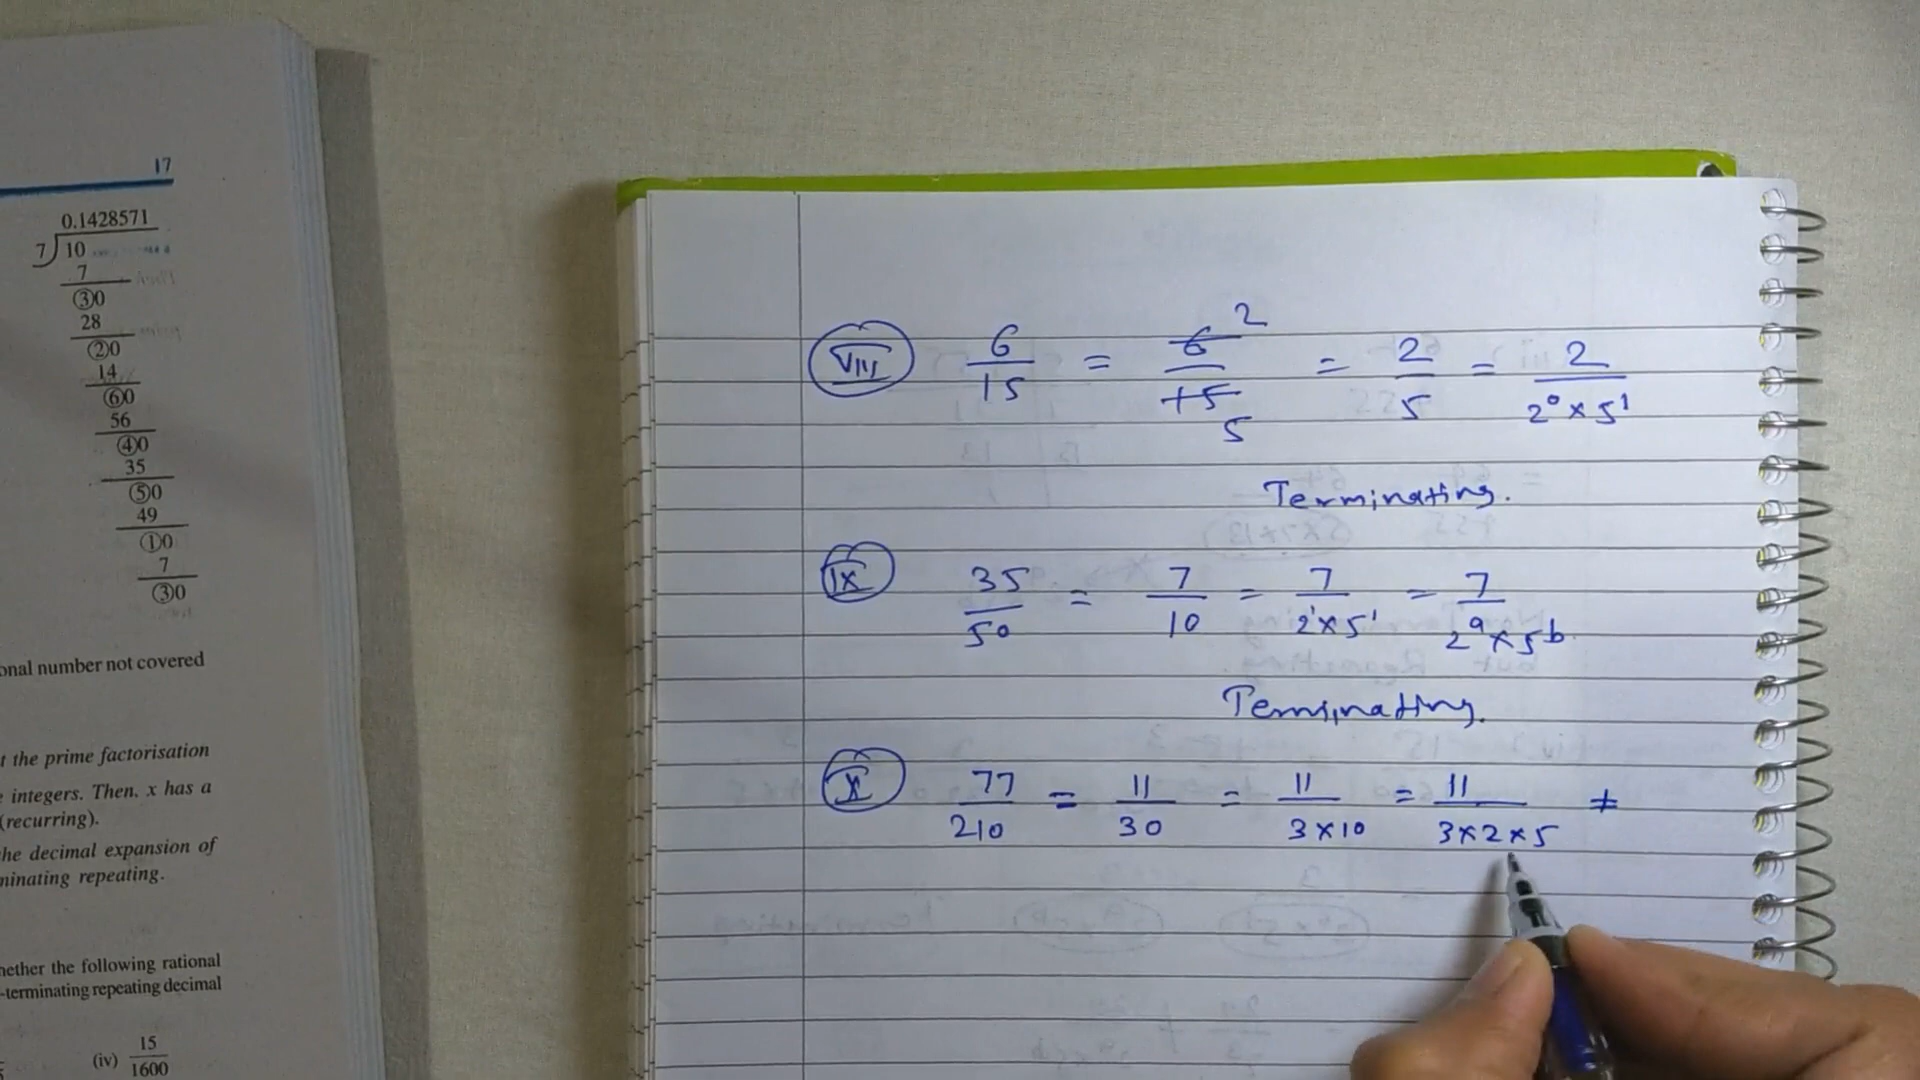 17
0.1428571
7 10
7
30
28
20
14
60
56
40
35
50
49
10
7
30
onal number not covered
t the prime factorisation
integers. Then, x has a
(recurring).
he decimal expansion of
minating repeating.
hether the following rational
-terminating repeating decimal
(iv) 15/1600
VIII 6/15 = 6/15 2 5 = 2/5 = 2/2⁰×5¹
Terminating.
IX 35/50 = 7/10 = 7/2¹×5¹ = 7/2ᵃ×5ᵇ
Terminating.
X 77/210 = 11/30 = 11/3×10 = 11/3×2×5 ≠